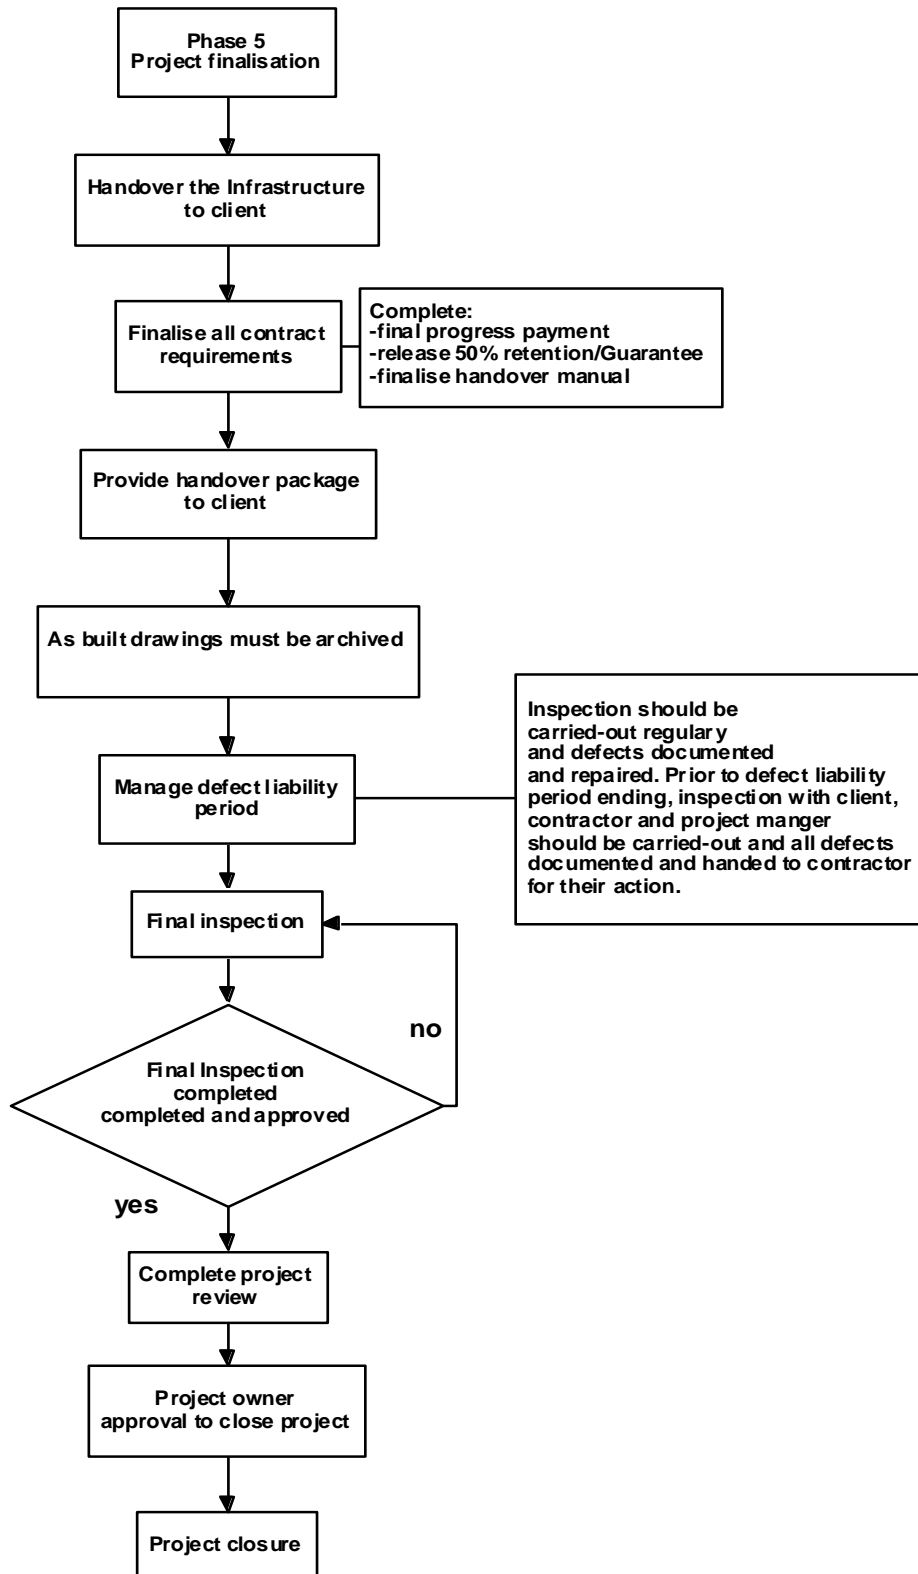 Phase 5
Project finalisation
Handover the Infrastructure
to client
Finalise all contract
requirements
Complete:
-final progress payment
-release 50% retention/Guarantee
-finalise handover manual
Provide handover package
to client
As built drawings must be archived
Manage defect liability
period
Inspection should be
carried-out regulary
and defects documented
and repaired. Prior to defect liability
period ending, inspection with client,
contractor and project manger
should be carried-out and all defects
documented and handed to contractor
for their action.
Final inspection
no
Final Inspection
completed
completed and approved
yes
Complete project
review
Project owner
approval to close project
Project closure